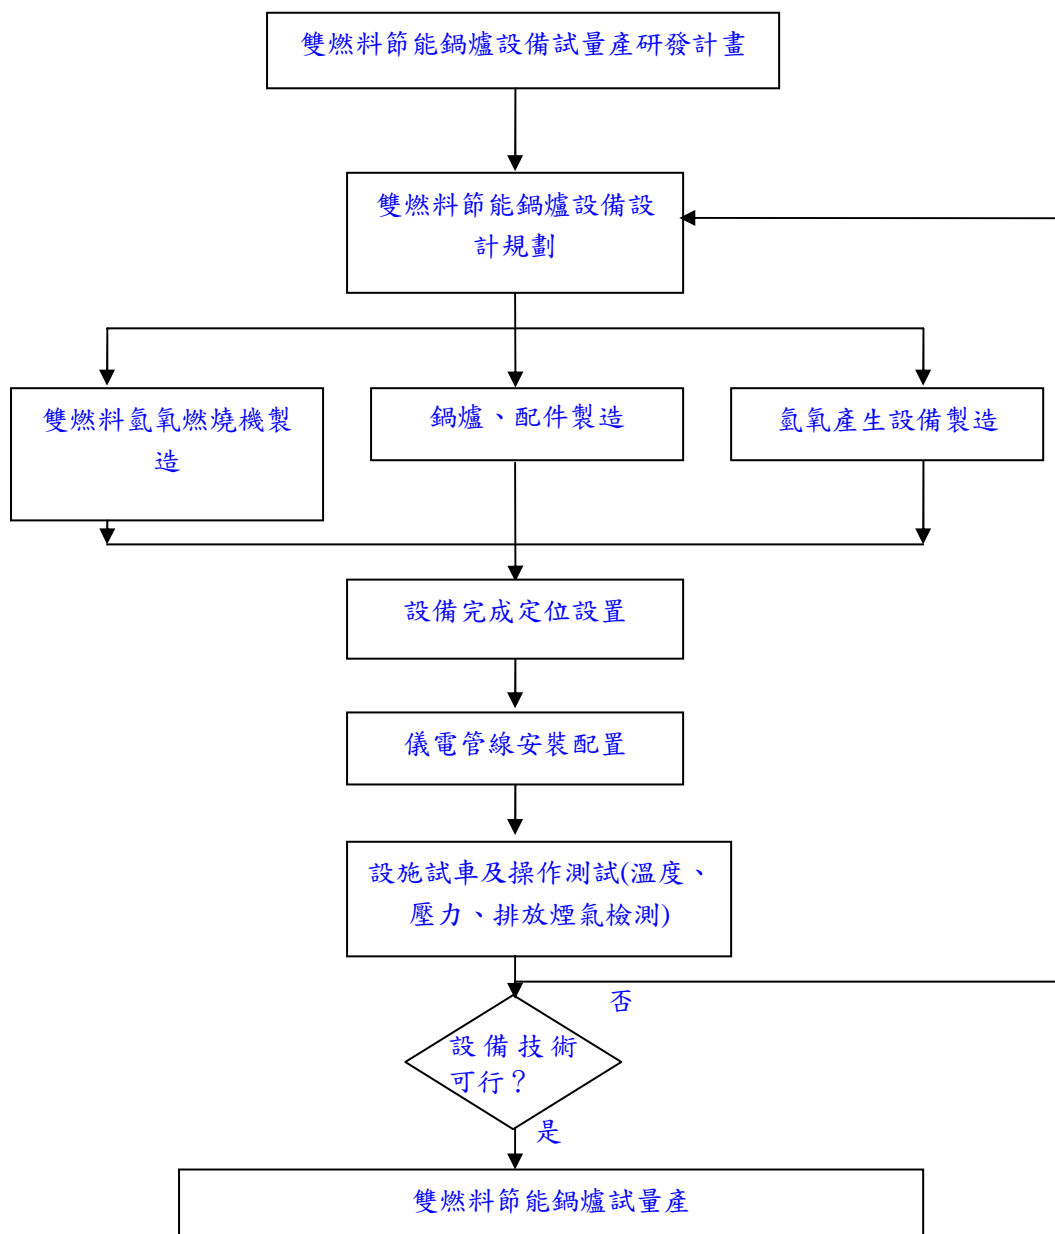 雙燃料節能鍋爐設備試量產研發計畫
雙燃料節能鍋爐設備設
計規劃
雙燃料氫氧燃燒機製
造
鍋爐、配件製造
氫氧產生設備製造
設備完成定位設置
儀電管線安裝配置
設施試車及操作測試(溫度、
壓力、排放煙氣檢測)
否
設備技術
可行？
是
雙燃料節能鍋爐試量產